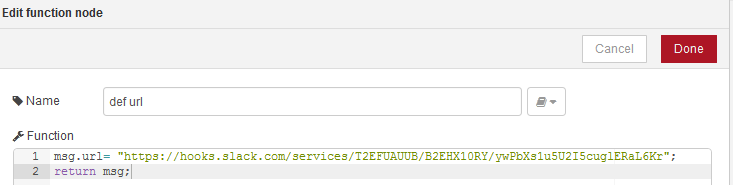 Edit function node
Cancel
Done
Name
def url
Function
1 msg.url= "https://hooks.slack.com/services/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";
2 return msg;